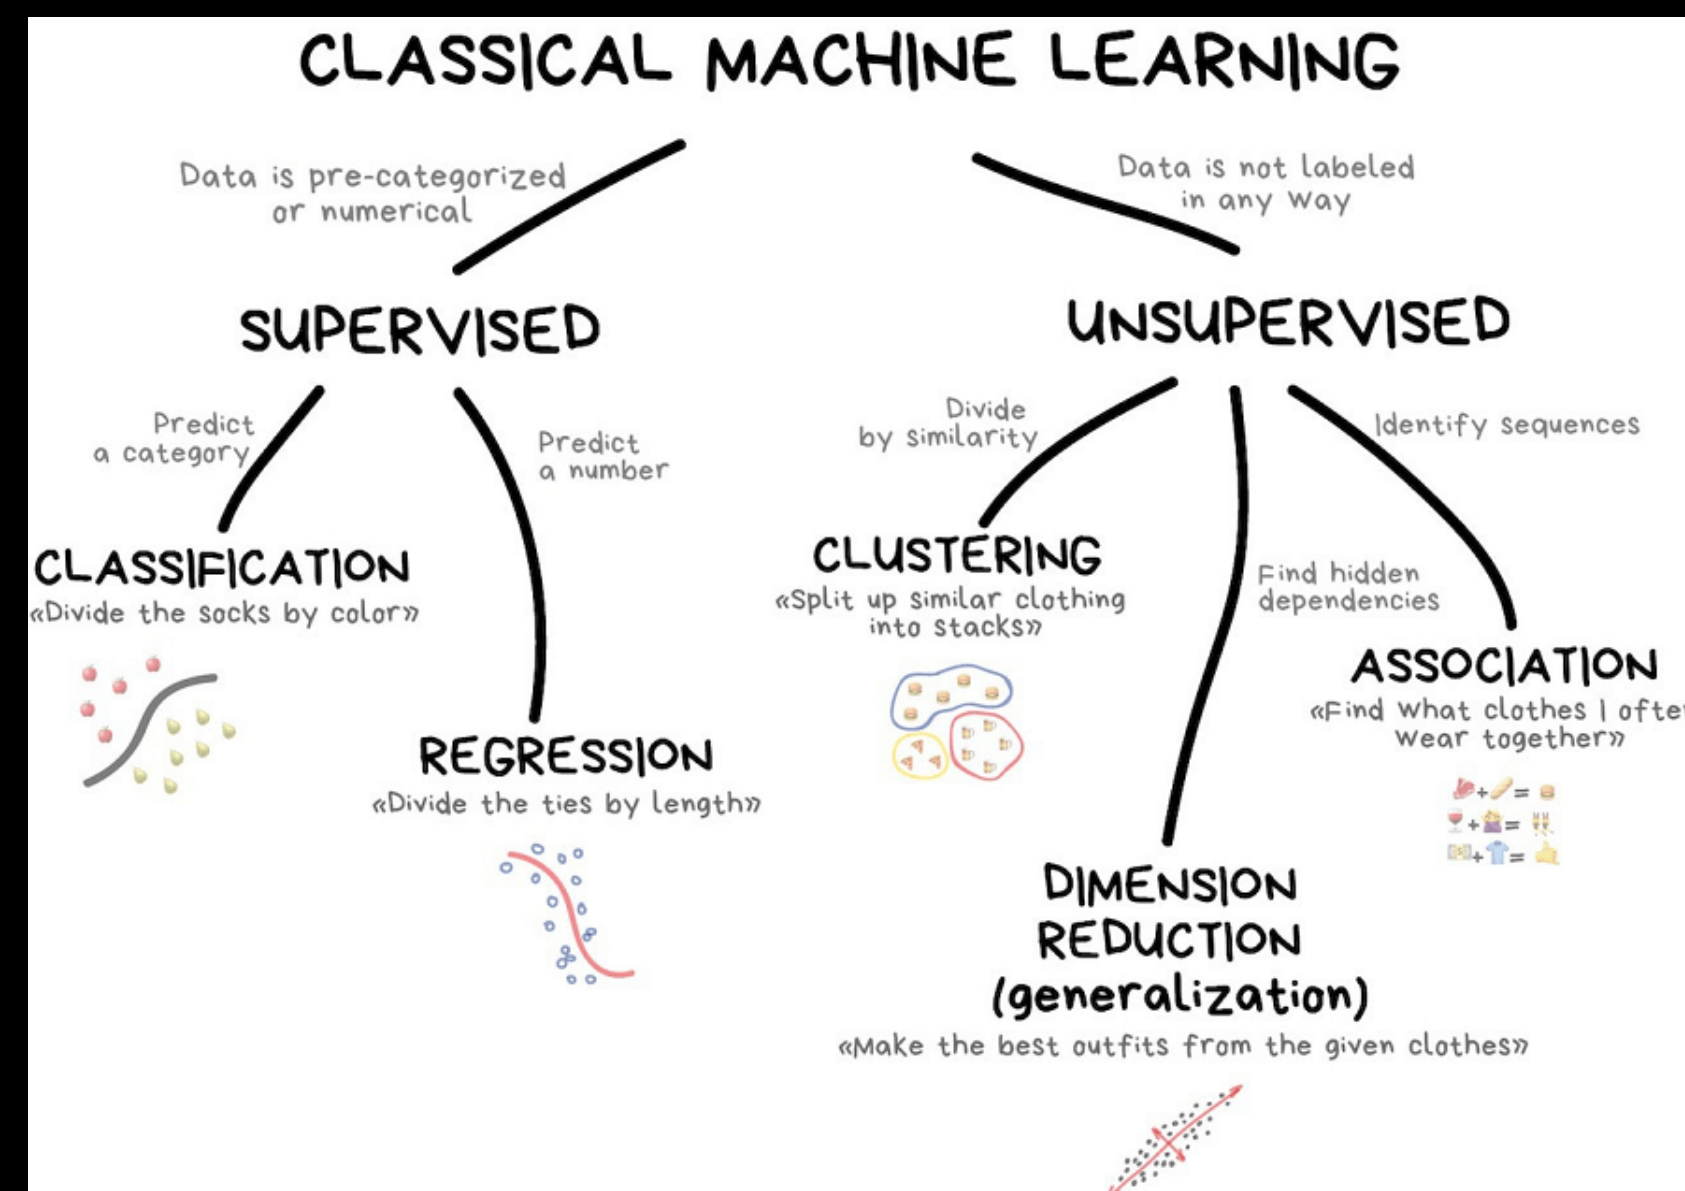 CLASSICAL MACHINE LEARNING
Data is pre-categorized
or numerical
Data is not labeled
in any way
SUPERVISED
UNSUPERVISED
Predict
a category
Predict
a number
Divide
by similarity
Identify sequences
CLASSIFICATION
«Divide the socks by color»
REGRESSION
«Divide the ties by length»
CLUSTERING
«Split up similar clothing
into stacks»
Find hidden
dependencies
ASSOCIATION
«Find what clothes I ofte
wear together»
+ =
+ =
+ =
DIMENSION
REDUCTION
(generalization)
«Make the best outfits from the given clothes»